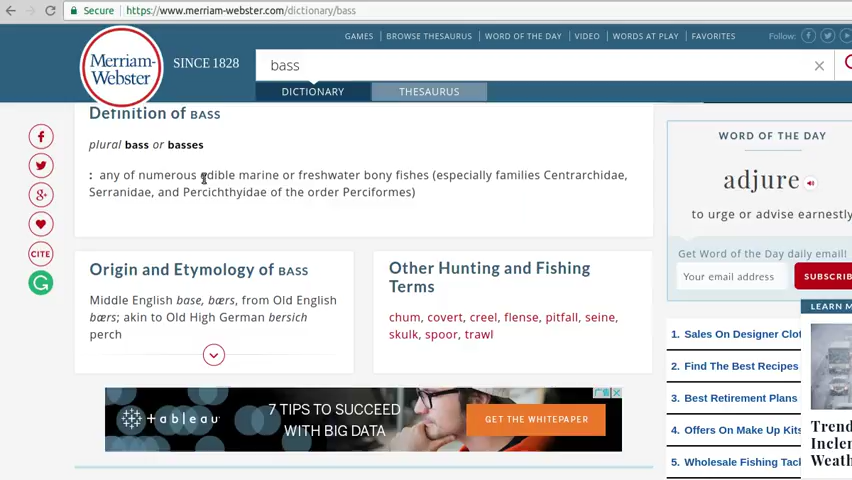 Secure https://www.merriam-webster.com/dictionary/bass
GAMES BROWSE THESAURUS WORD OF THE DAY VIDEO WORDS AT PLAY FAVORITES Follow:
Merriam-
Webster
SINCE 1828
bass
DICTIONARY THESAURUS
Definition of BASS
plural bass or basses
: any of numerous edible marine or freshwater bony fishes (especially families Centrarchidae,
Serranidae, and Percichthyidae of the order Perciformes)
CITE
Origin and Etymology of BASS
Middle English base, bærs, from Old English
bærs; akin to Old High German bersich
perch
Other Hunting and Fishing
Terms
chum, covert, creel, flense, pitfall, seine,
skulk, spoor, trawl
+ a b l e a u
7 TIPS TO SUCCEED
WITH BIG DATA
GET THE WHITEPAPER
WORD OF THE DAY
adjure
to urge or advise earnestly
Get Word of the Day daily email!
Your email address SUBSCRIB
LEARN M
1. Sales On Designer Clot
2. Find The Best Recipes
3. Best Retirement Plans
4. Offers On Make Up Kits
5. Wholesale Fishing Tack
Trend
Inclem
Weath